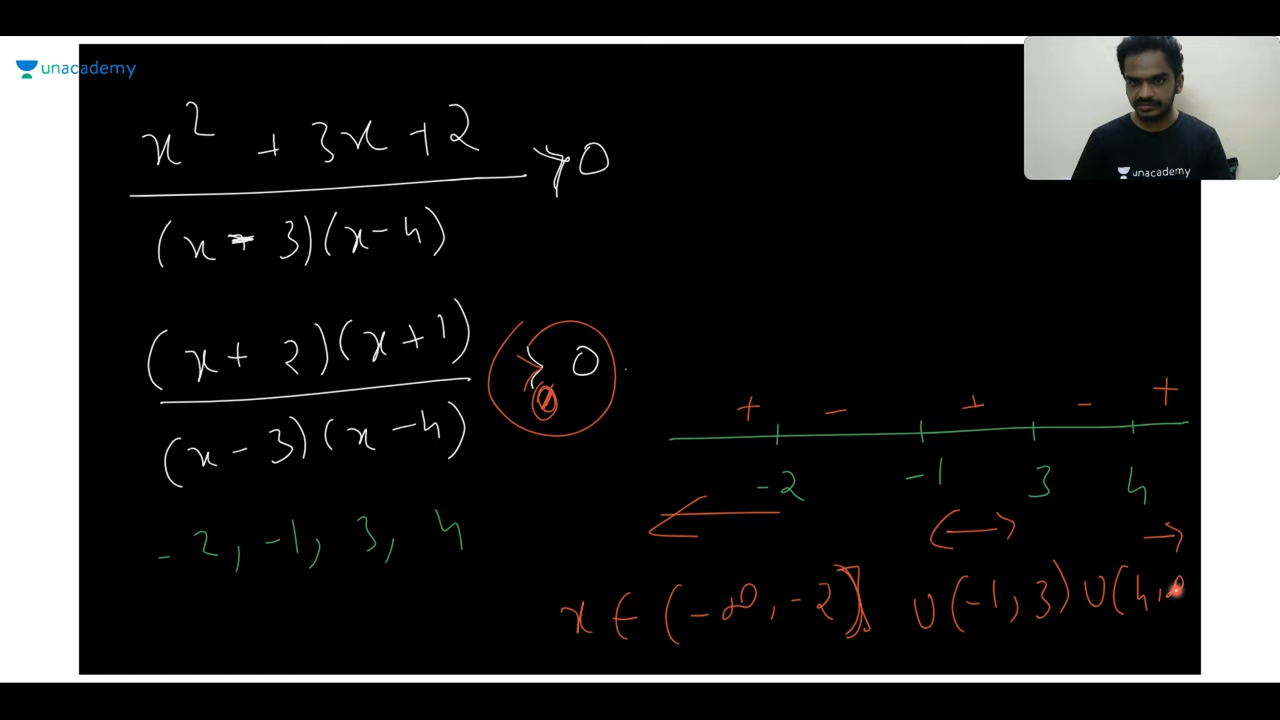 unacademy
unacademy
x² + 3x + 2
> 0
(x - 3)(x - 4)
(x + 2)(x + 1)
≥ 0
(x - 3)(x - 4)
+ - + - +
-2 -1 3 4
-2, -1, 3, 4
x ∈ (-∞, -2)] ∪ (-1, 3) ∪ (4, ∞